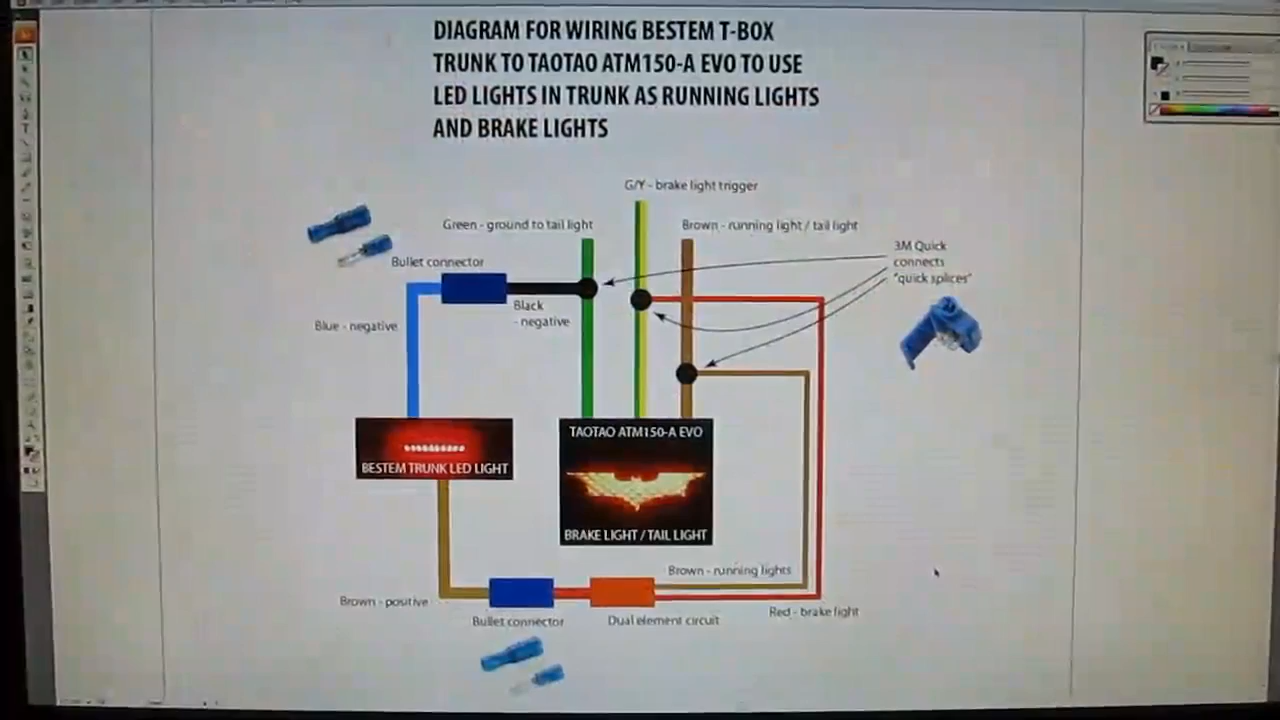 DIAGRAM FOR WIRING BESTEM T-BOX
TRUNK TO TAOTAO ATM150-A EVO TO USE
LED LIGHTS IN TRUNK AS RUNNING LIGHTS
AND BRAKE LIGHTS
G/Y - brake light trigger
Green - ground to tail light
Brown - running light / tail light
3M Quick
connects
"quick splices"
Bullet connector
Black
- negative
Blue - negative
TAOTAO ATM150-A EVO
BESTEM TRUNK LED LIGHT
BRAKE LIGHT / TAIL LIGHT
Brown - running lights
Brown - positive
Red - brake light
Bullet connector
Dual element circuit